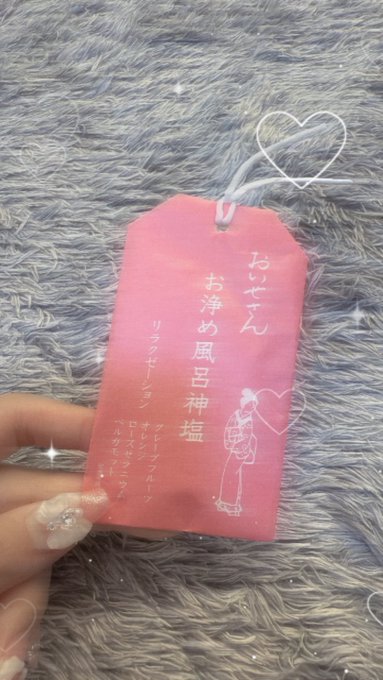 おいせさん
お浄め風呂神塩
リラクゼーション
グレープフルーツ
オレンジ
ローズゼラニウム
ベルガモット